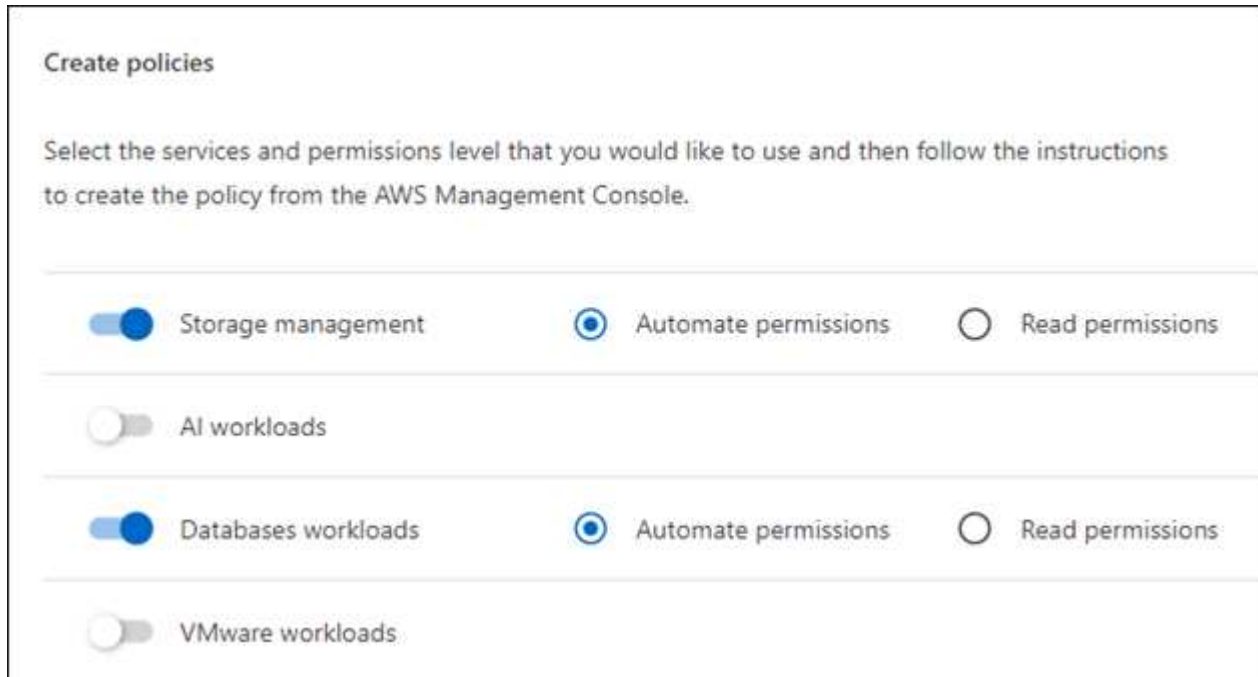 Create policies
Select the services and permissions level that you would like to use and then follow the instructions
to create the policy from the AWS Management Console.
Storage management Automate permissions Read permissions
AI workloads
Databases workloads Automate permissions Read permissions
VMware workloads